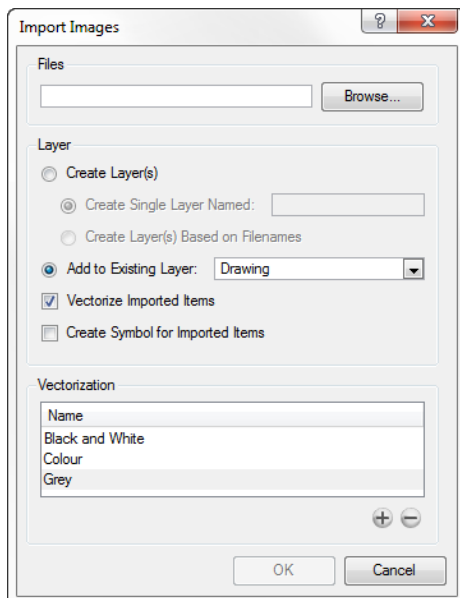 Import Images
?
Files
Browse...
Layer
Create Layer(s)
Create Single Layer Named:
Create Layer(s) Based on Filenames
Add to Existing Layer: Drawing
Vectorize Imported Items
Create Symbol for Imported Items
Vectorization
Name
Black and White
Colour
Grey
OK Cancel